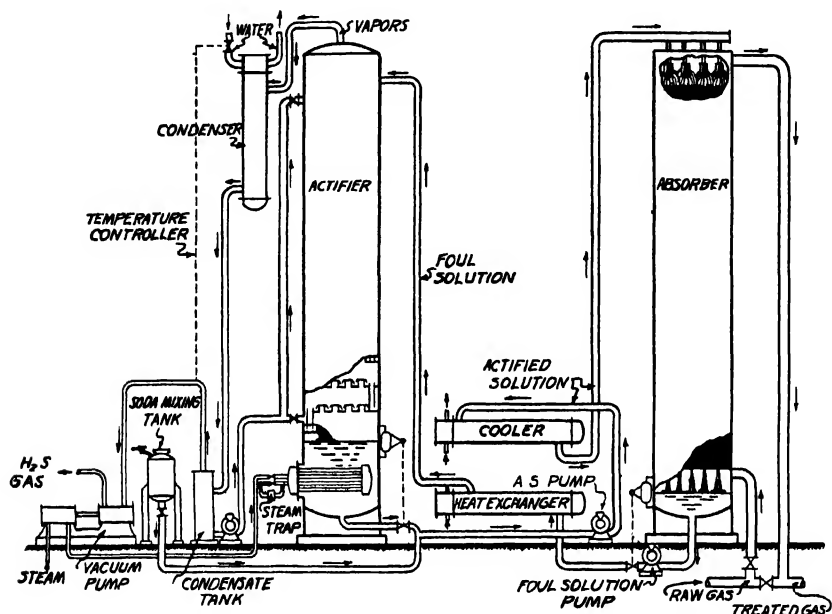 WATER
VAPORS
CONDENSER
ACTIFIER
ABSORBER
TEMPERATURE
CONTROLLER
FOUL
SOLUTION
ACTIFIED
SOLUTION
SODA MIXING
TANK
COOLER
H2S
GAS
A S PUMP
HEAT EXCHANGER
STEAM
TRAP
STEAM
VACUUM
PUMP
CONDENSATE
TANK
FOUL SOLUTION
PUMP
RAW GAS
TREATED GAS